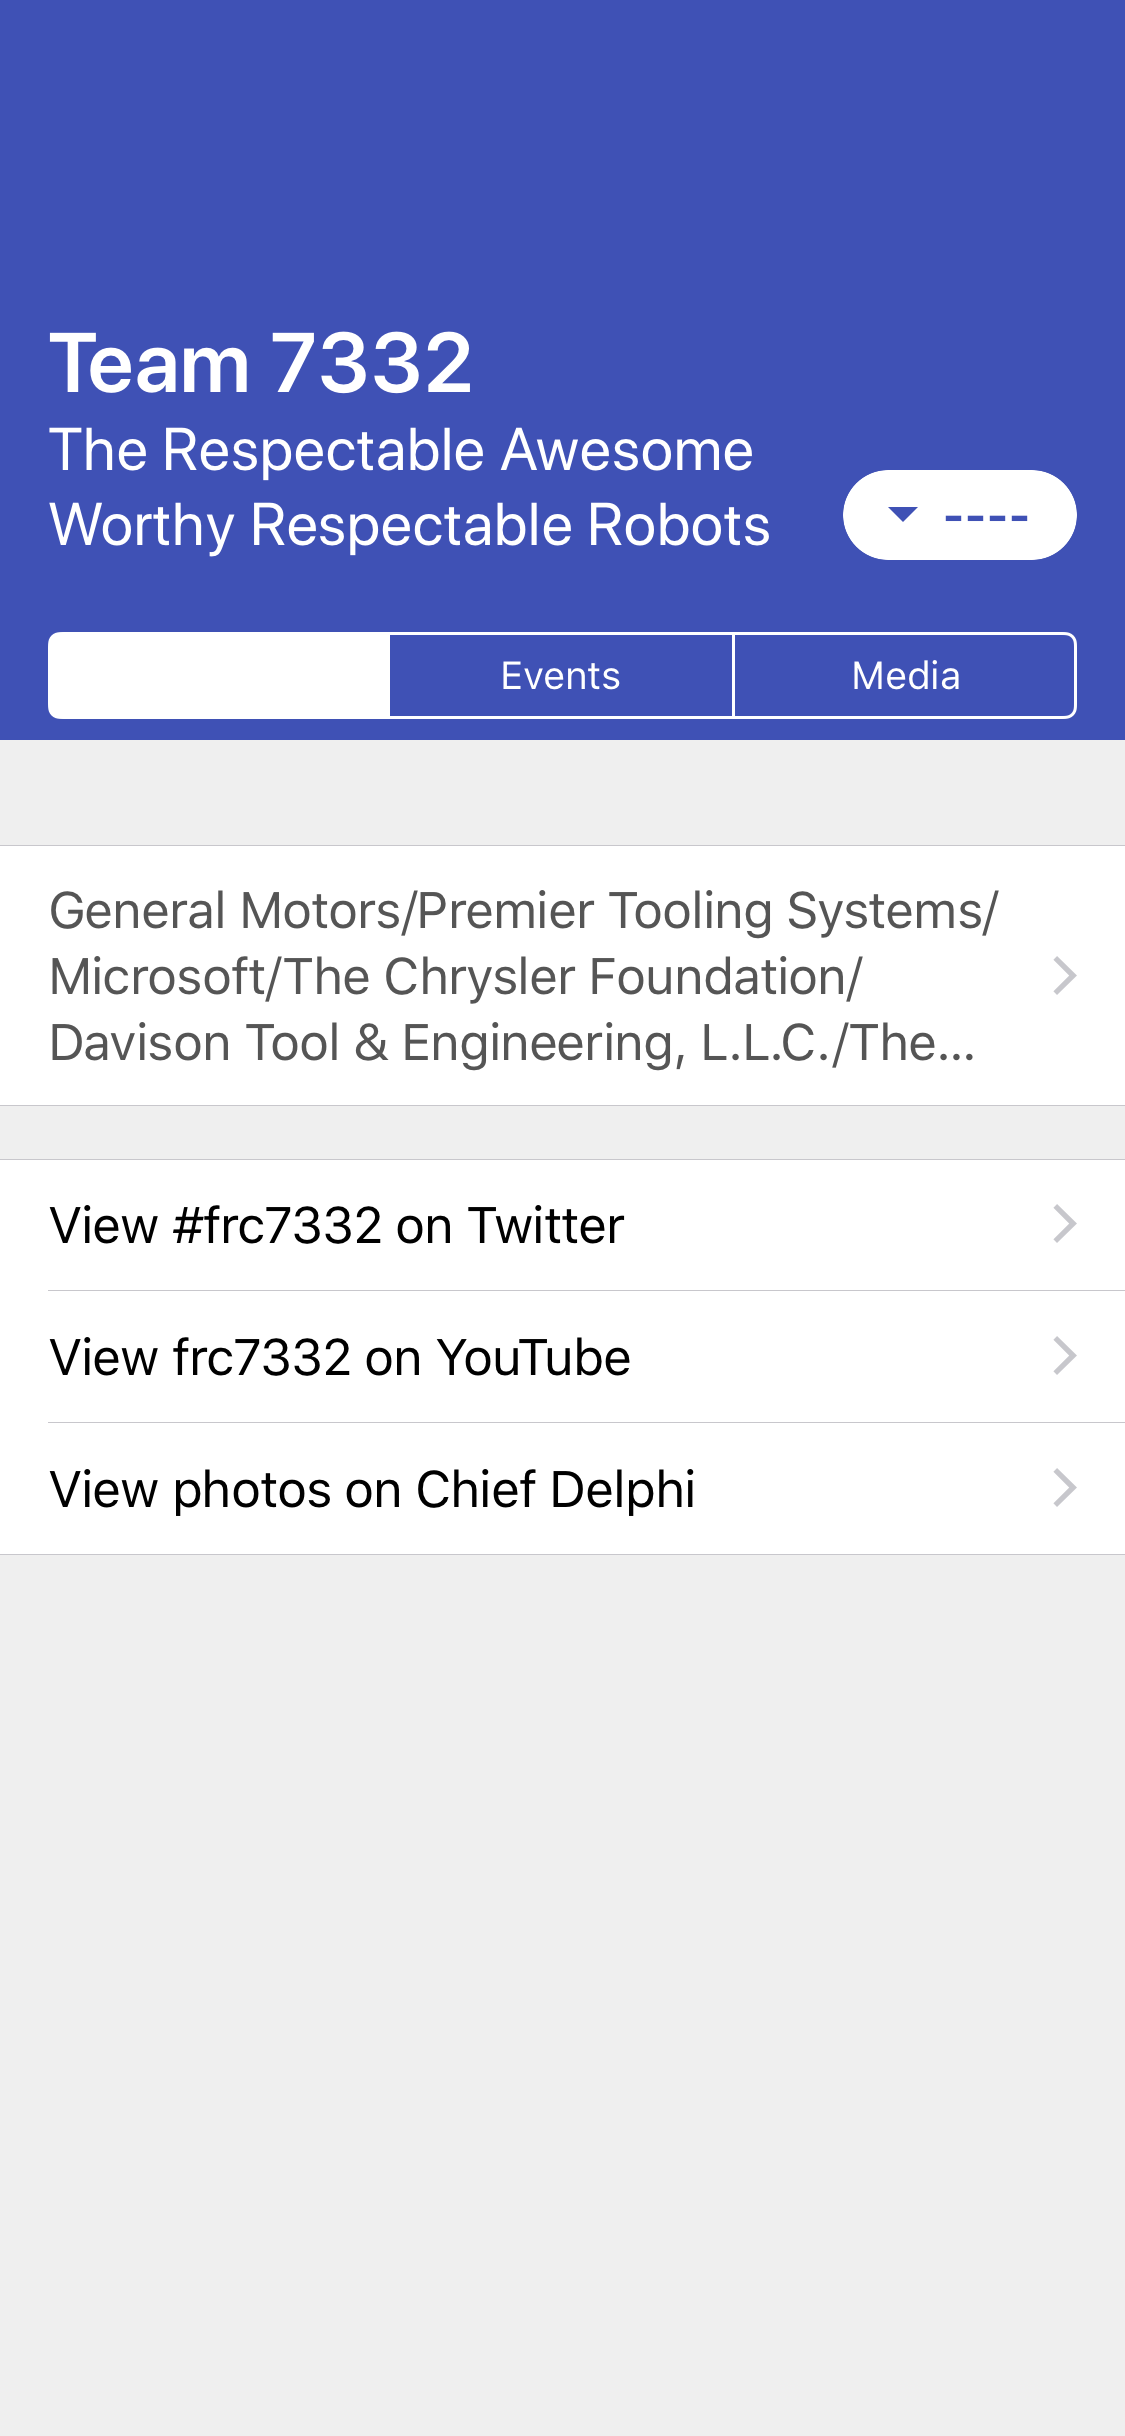 Team 7332
The Respectable Awesome
Worthy Respectable Robots
----
Events
Media
General Motors/Premier Tooling Systems/
Microsoft/The Chrysler Foundation/
Davison Tool & Engineering, L.L.C./The...
View #frc7332 on Twitter
View frc7332 on YouTube
View photos on Chief Delphi